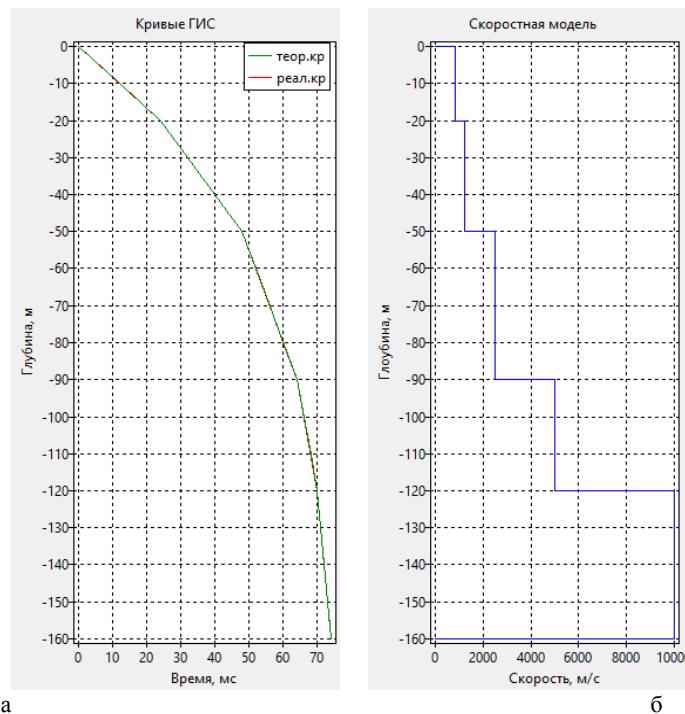 Кривые ГИС
теор.кр
реал.кр
0
-10
-20
-30
-40
-50
-60
-70
-80
-90
-100
-110
-120
-130
-140
-150
-160
Глубина, м
0 10 20 30 40 50 60 70
Время, мс
а
Скоростная модель
0
-10
-20
-30
-40
-50
-60
-70
-80
-90
-100
-110
-120
-130
-140
-150
-160
Глоубина, м
0 2000 4000 6000 8000 1000
Скорость, м/с
б